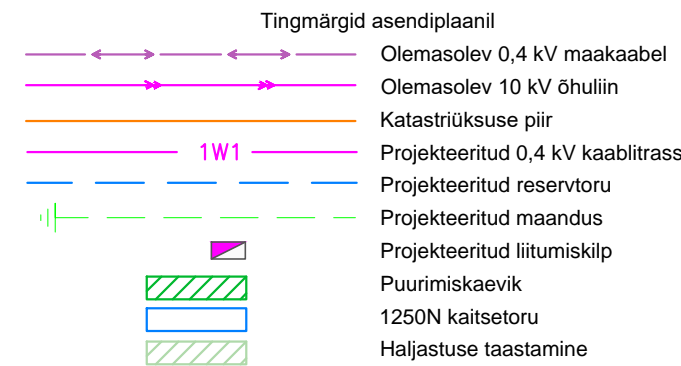 Tingmärgid asendiplaanil
Olemasolev 0,4 kV maakaabel
Olemasolev 10 kV õhuliin
Katastriüksuse piir
1W1 Projekteeritud 0,4 kV kaablitrass
Projekteeritud reservtoru
Projekteeritud maandus
Projekteeritud liitumiskilp
Puurimiskaevik
1250N kaitsetoru
Haljastuse taastamine